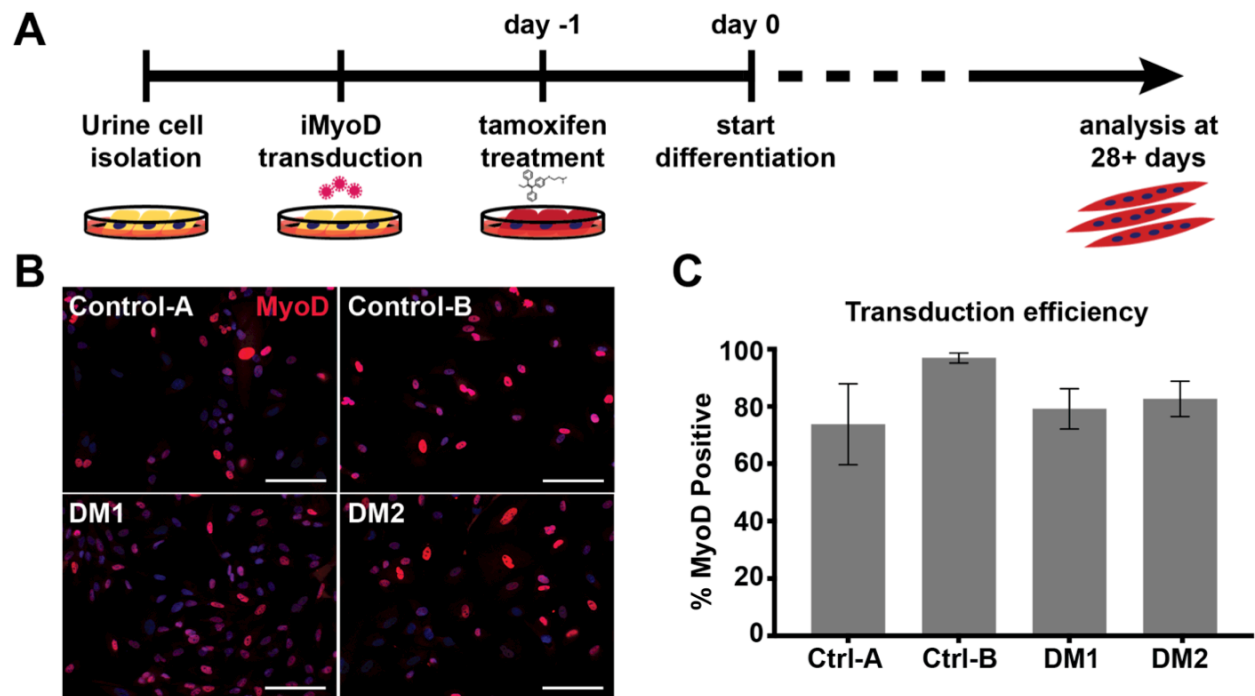 A
day -1
day 0
Urine cell
isolation
iMyoD
transduction
tamoxifen
treatment
start
differentiation
analysis at
28+ days
B
Control-A
MyoD
Control-B
DM1
DM2
C
Transduction efficiency
% MyoD Positive
100
80
60
40
20
0
Ctrl-A
Ctrl-B
DM1
DM2